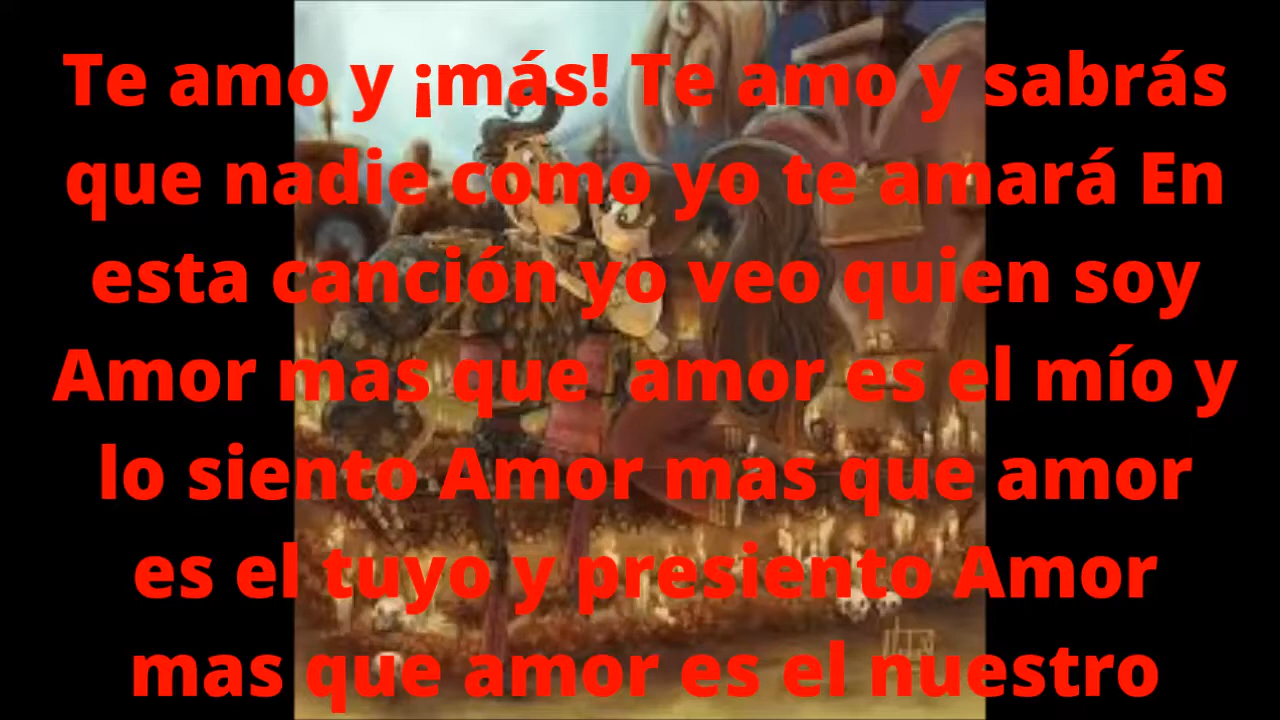 Te amo y ¡más! Te amo y sabrás
que nadie como yo te amará En
esta canción yo veo quien soy
Amor mas que  amor es el mío y
lo siento Amor mas que amor
es el tuyo y presiento Amor
mas que amor es el nuestro